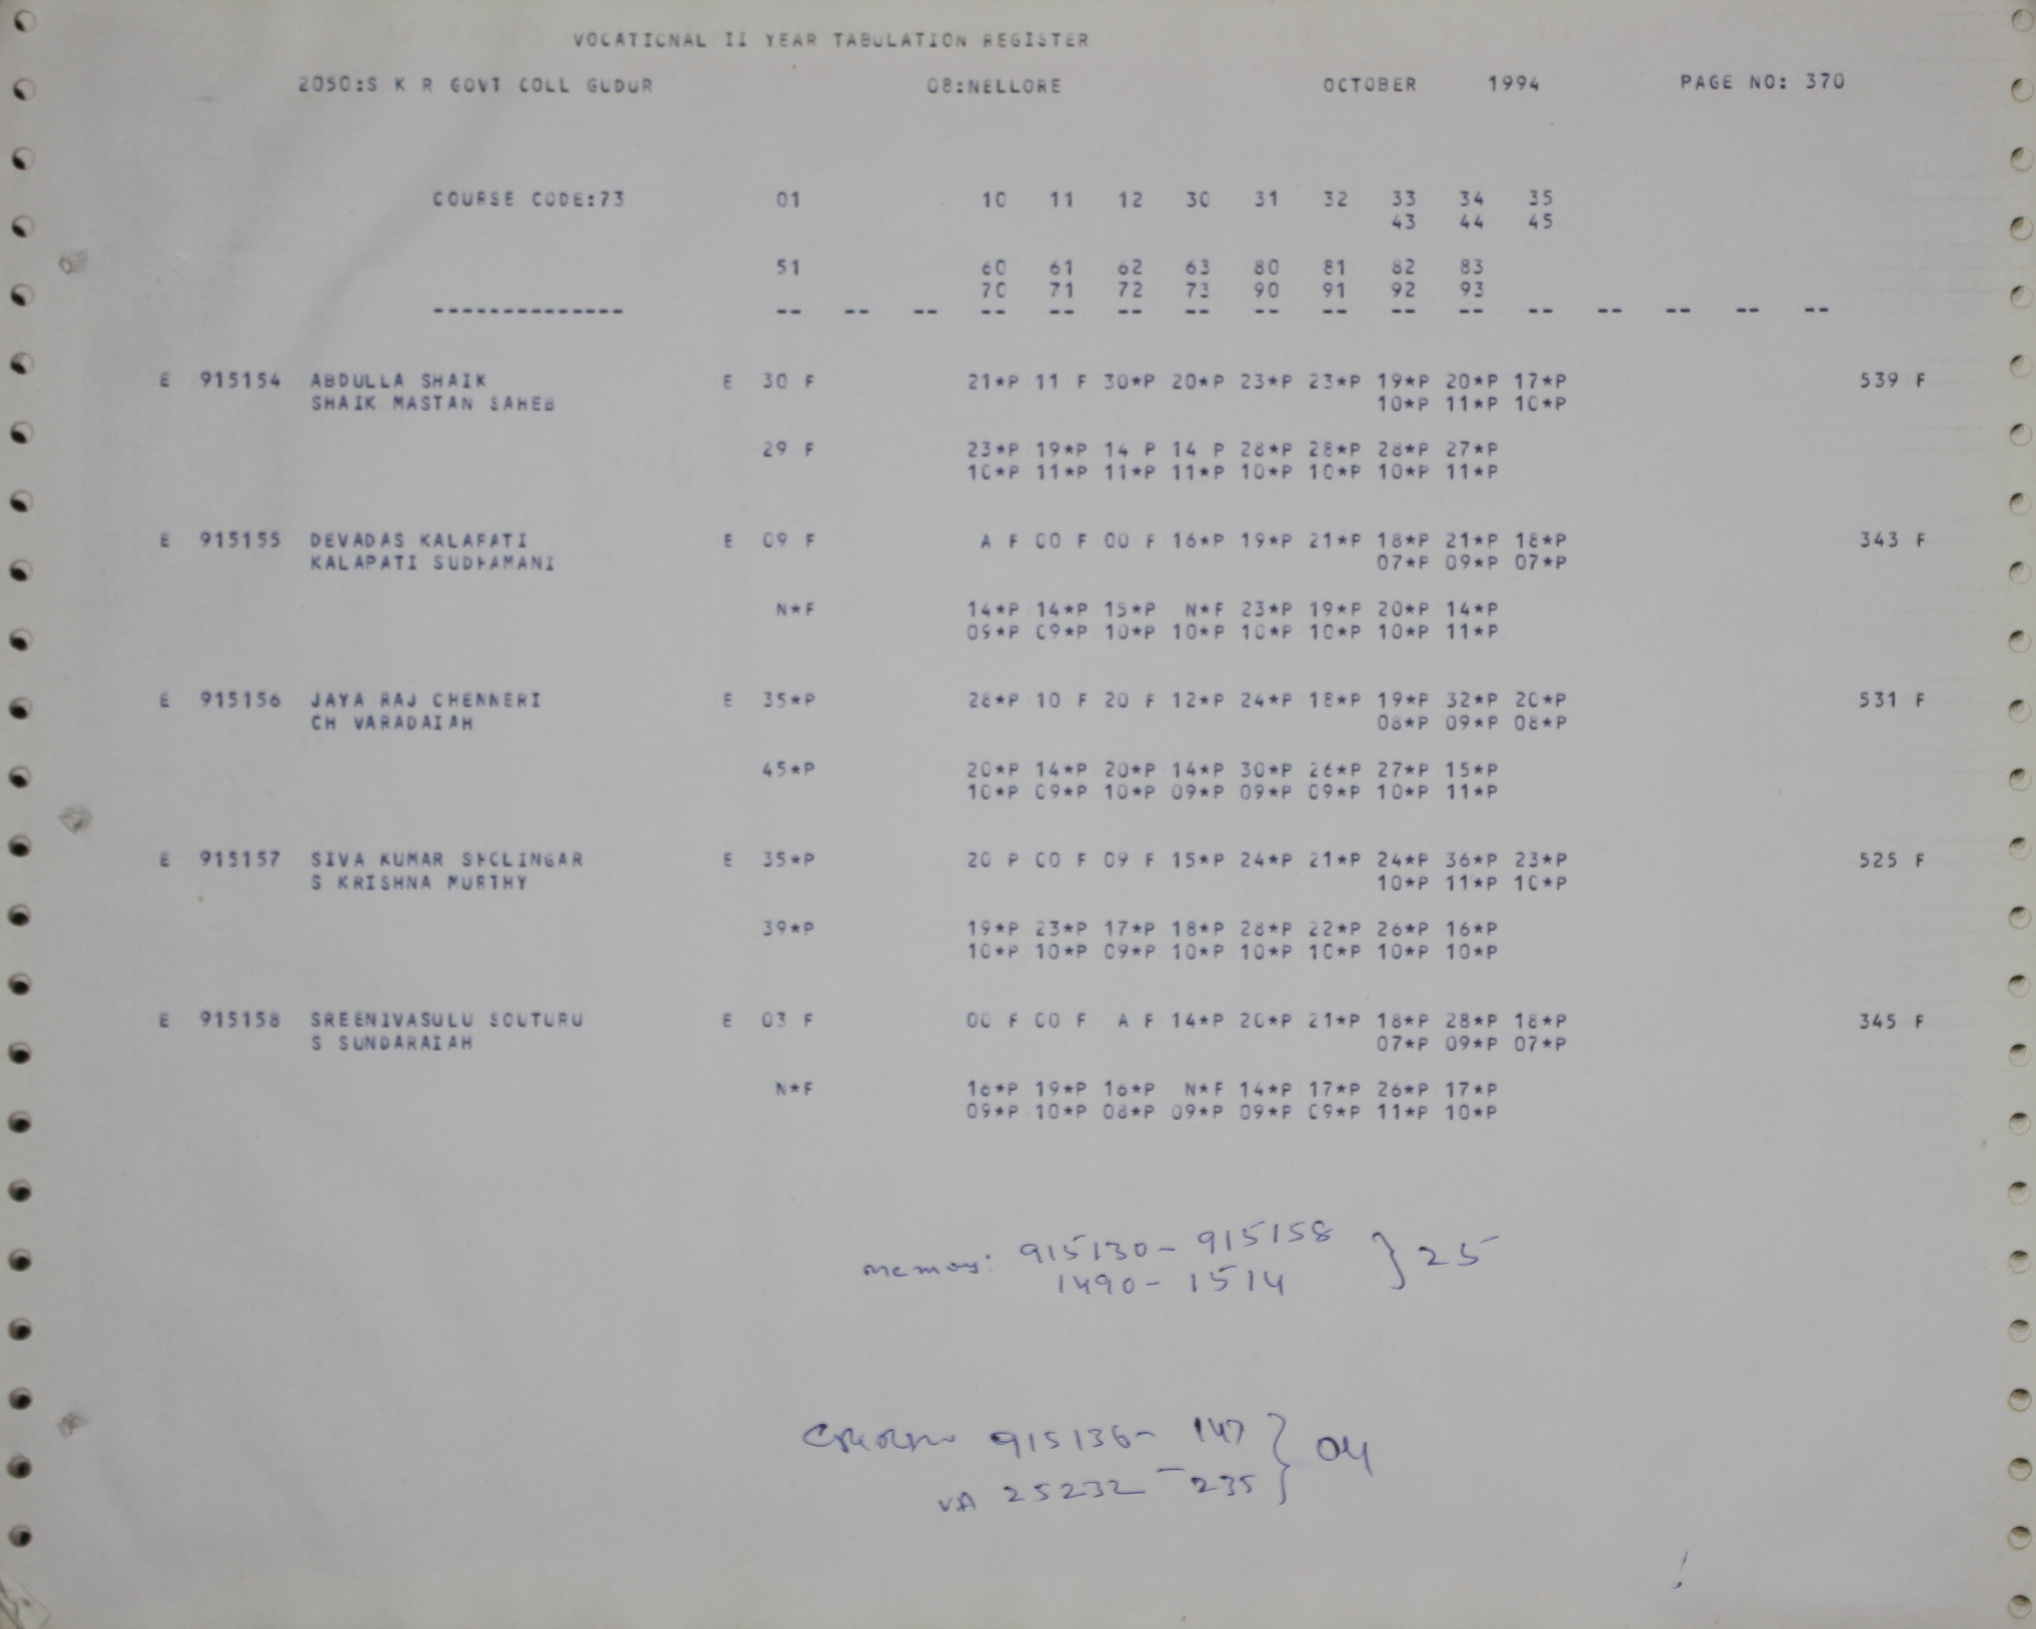 VOCATIONAL II YEAR TABULATION REGISTER
2050:S K R GOVT COLL GUDUR 08:NELLORE OCTOBER 1994 PAGE NO: 370
COURSE CODE:73 01 10 11 12 30 31 32 33 34 35
43 44 45
51 60 61 62 63 80 81 82 83
70 71 72 73 90 91 92 93
-------------- -- -- -- -- -- -- -- -- -- -- -- -- -- -- -- --
E 915154 ABDULLA SHAIK E 30 F 21*P 11 F 30*P 20*P 23*P 23*P 19*P 20*P 17*P 539 F
SHAIK MASTAN SAHEB 10*P 11*P 10*P
29 F 23*P 19*P 14 P 14 P 28*P 28*P 28*P 27*P
10*P 11*P 11*P 11*P 10*P 10*P 10*P 11*P
E 915155 DEVADAS KALAPATI E 09 F A F 00 F 00 F 16*P 19*P 21*P 18*P 21*P 18*P 343 F
KALAPATI SUDHAMANI 07*P 09*P 07*P
N*F 14*P 14*P 15*P N*F 23*P 19*P 20*P 14*P
09*P 09*P 10*P 10*P 10*P 10*P 10*P 11*P
E 915156 JAYA RAJ CHENNERI E 35*P 28*P 10 F 20 F 12*P 24*P 18*P 19*P 32*P 20*P 531 F
CH VARADAIAH 08*P 09*P 08*P
45*P 20*P 14*P 20*P 14*P 30*P 26*P 27*P 15*P
10*P 09*P 10*P 09*P 09*P 09*P 10*P 11*P
E 915157 SIVA KUMAR SHOLINGAR E 35*P 20 P 00 F 09 F 15*P 24*P 21*P 24*P 36*P 23*P 525 F
S KRISHNA MURTHY 10*P 11*P 10*P
39*P 19*P 23*P 17*P 18*P 28*P 22*P 26*P 16*P
10*P 10*P 09*P 10*P 10*P 10*P 10*P 10*P
E 915158 SREENIVASULU SOUTURU E 03 F 00 F 00 F A F 14*P 20*P 21*P 18*P 28*P 18*P 345 F
S SUNDARAIAH 07*P 09*P 07*P
N*F 16*P 19*P 16*P N*F 14*P 17*P 26*P 17*P
09*P 10*P 08*P 09*P 09*P 09*P 11*P 10*P
915130- 915158 } 25
1490- 1514
915136- 147 } 04
VA 25232 - 235